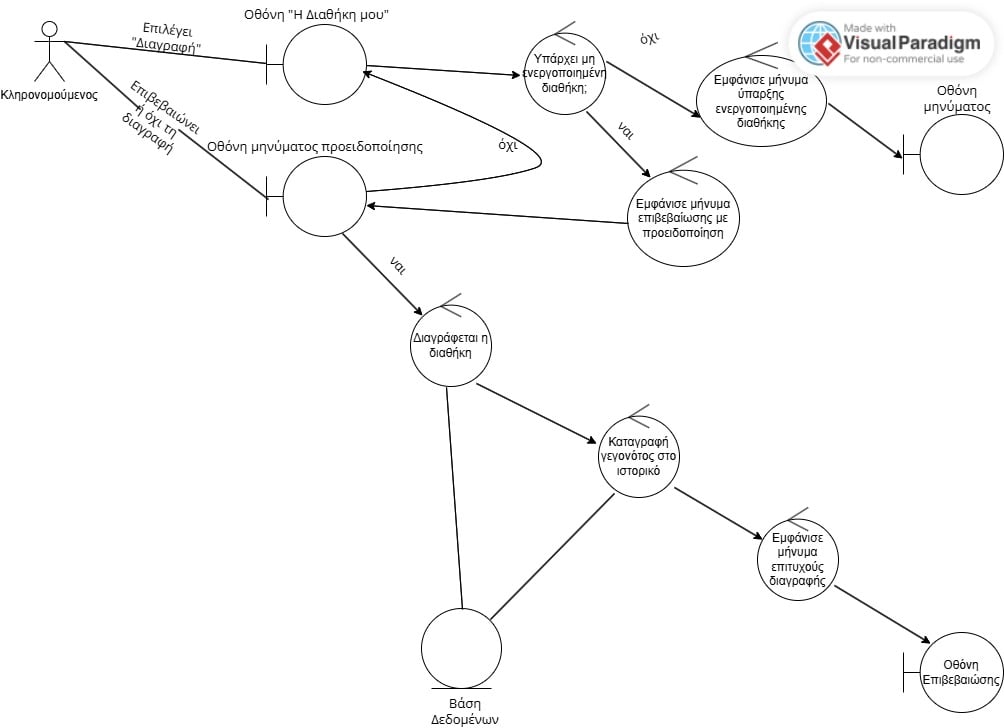 Οθόνη "Η Διαθήκη μου"
Επιλέγει
"Διαγραφή"
Κληρονομούμενος
Επιβεβαιώνει
ή όχι τη
διαγραφή
Οθόνη μηνύματος προειδοποίησης
Υπάρχει μη
ενεργοποιημένη
διαθήκη;
όχι
Εμφάνισε μήνυμα
ύπαρξης
ενεργοποιημένης
διαθήκης
Made with
VisualParadigm
For non-commercial use
Οθόνη
μηνύματος
ναι
όχι
Εμφάνισε μήνυμα
επιβεβαίωσης με
προειδοποίηση
ναι
Διαγράφεται η
διαθήκη
Καταγραφή
γεγονότος στο
ιστορικό
Εμφάνισε
μήνυμα
επιτυχούς
διαγραφής
Οθόνη
Επιβεβαιώσης
Βάση
Δεδομένων